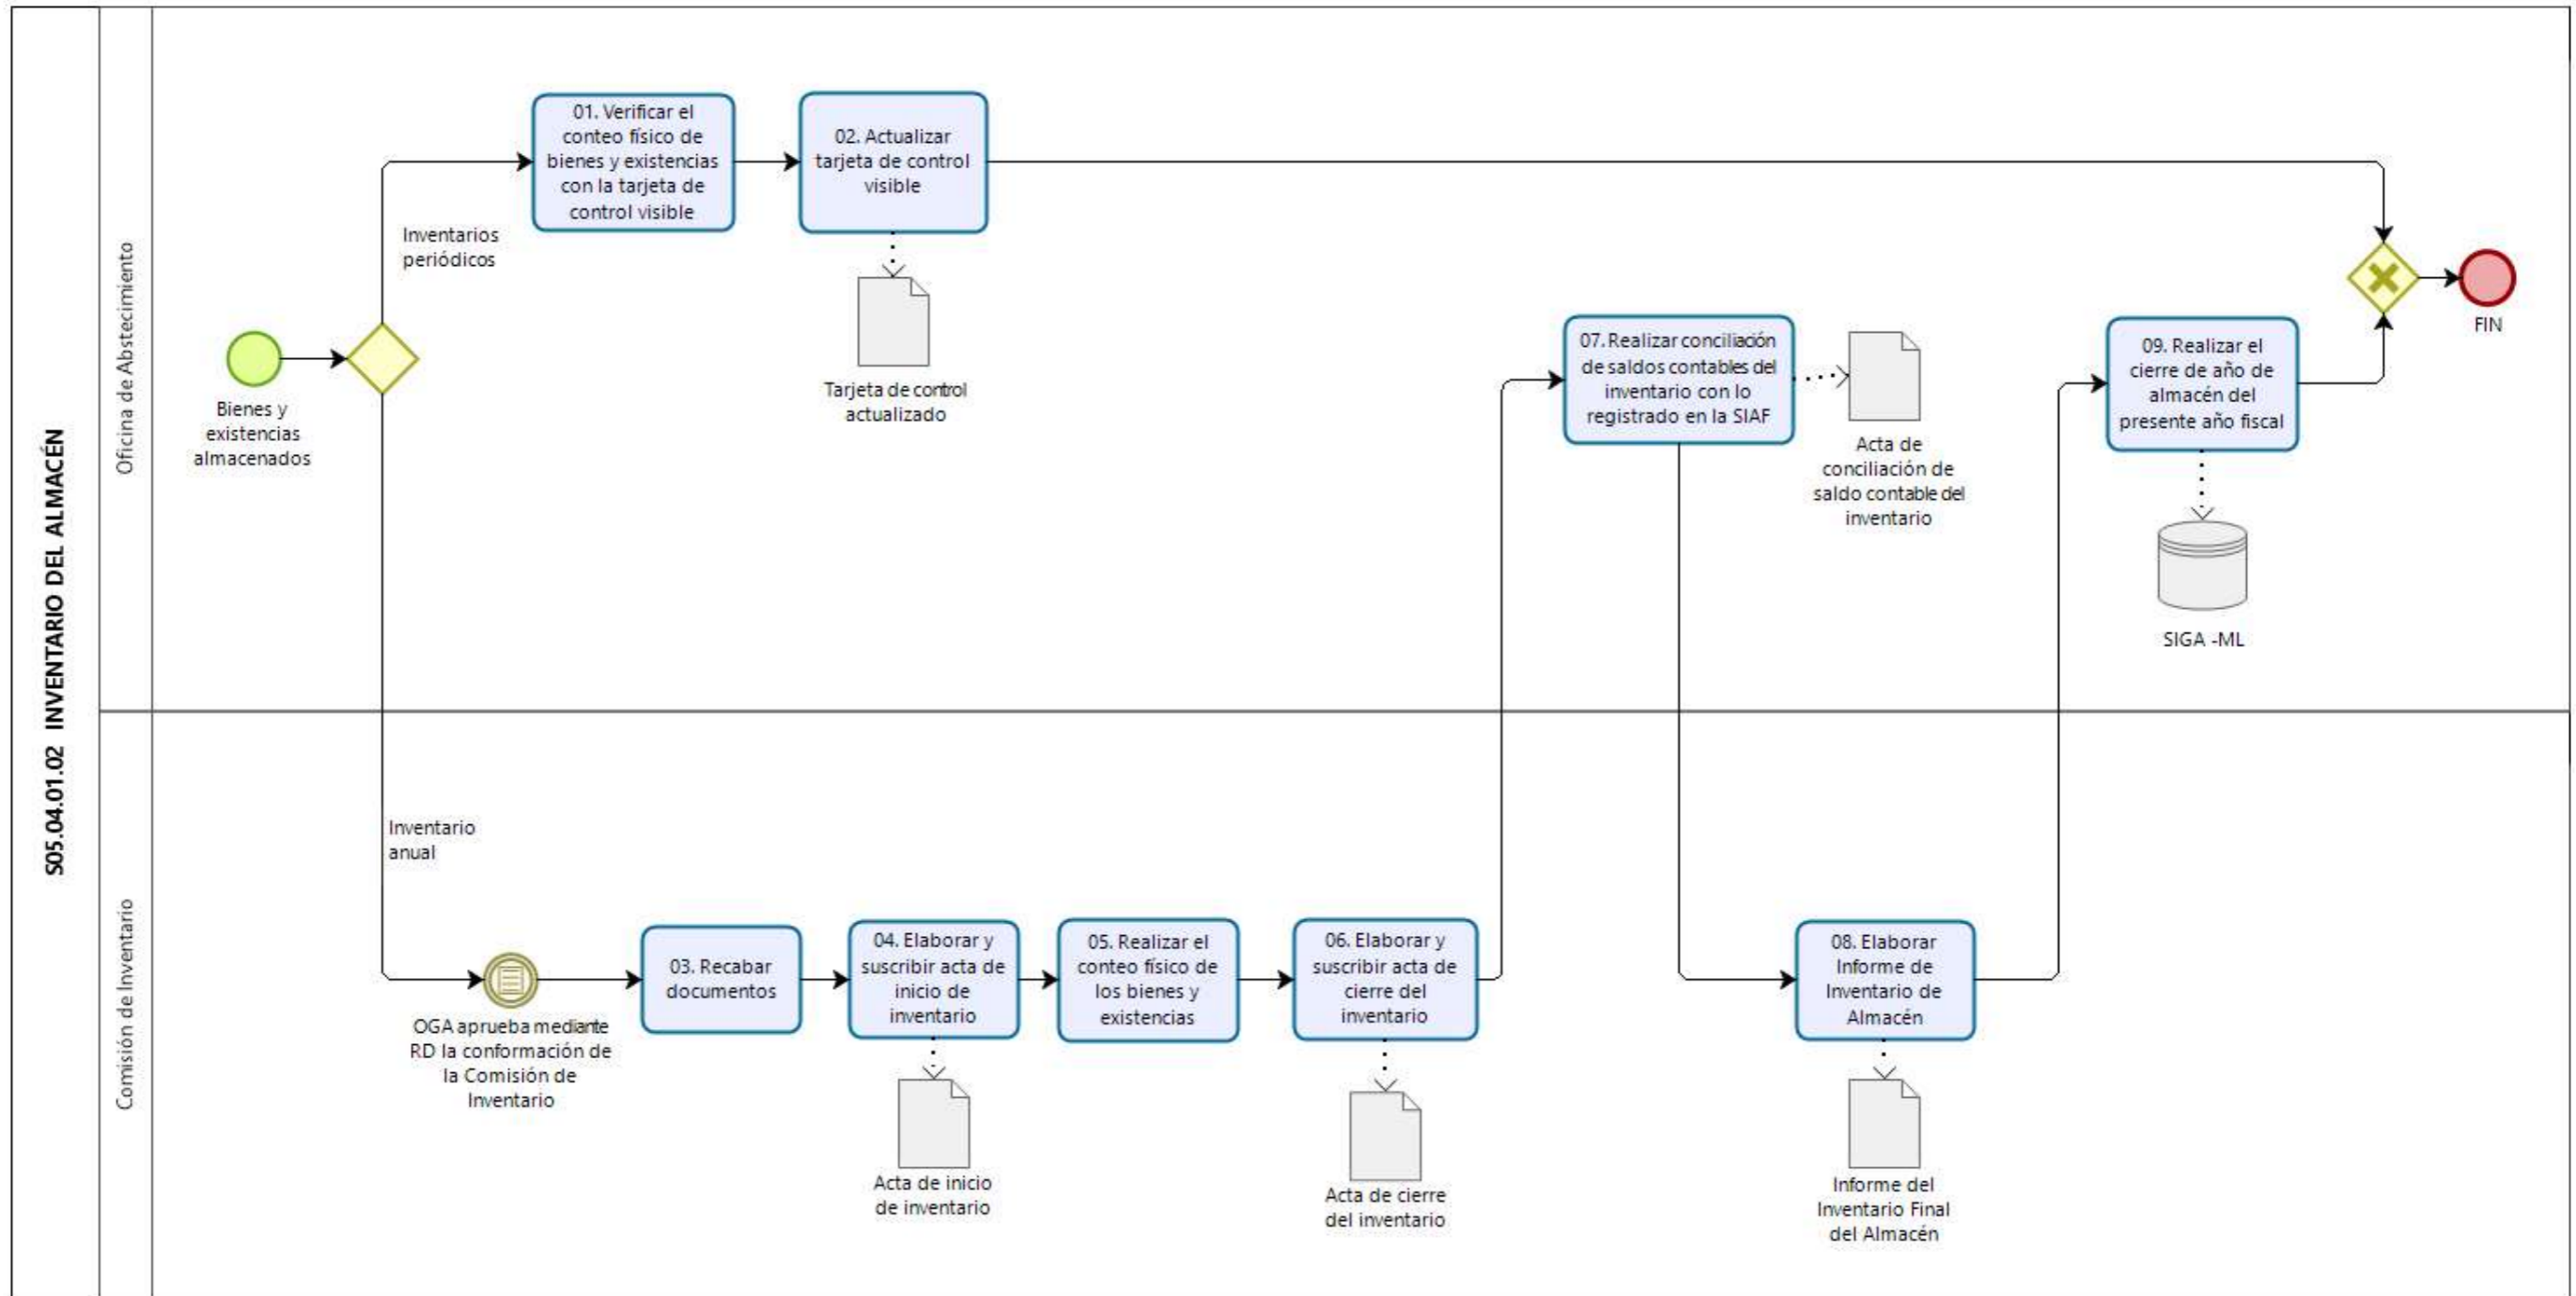 S05.04.01.02 INVENTARIO DEL ALMACÉN
Oficina de Abastecimiento
Bienes y
existencias
almacenados
Inventarios
periódicos
01. Verificar el
conteo físico de
bienes y existencias
con la tarjeta de
control visible
02. Actualizar
tarjeta de control
visible
Tarjeta de control
actualizado
07. Realizar conciliación
de saldos contables del
inventario con lo
registrado en la SIAF
Acta de
conciliación de
saldo contable del
inventario
09. Realizar el
cierre de año de
almacén del
presente año fiscal
SIGA -ML
FIN
Comisión de Inventario
Inventario
anual
OGA aprueba mediante
RD la conformación de
la Comisión de
Inventario
03. Recabar
documentos
04. Elaborar y
suscribir acta de
inicio de
inventario
Acta de inicio
de inventario
05. Realizar el
conteo físico de
los bienes y
existencias
06. Elaborar y
suscribir acta de
cierre del
inventario
Acta de cierre
del inventario
08. Elaborar
Informe de
Inventario de
Almacén
Informe del
Inventario Final
del Almacén